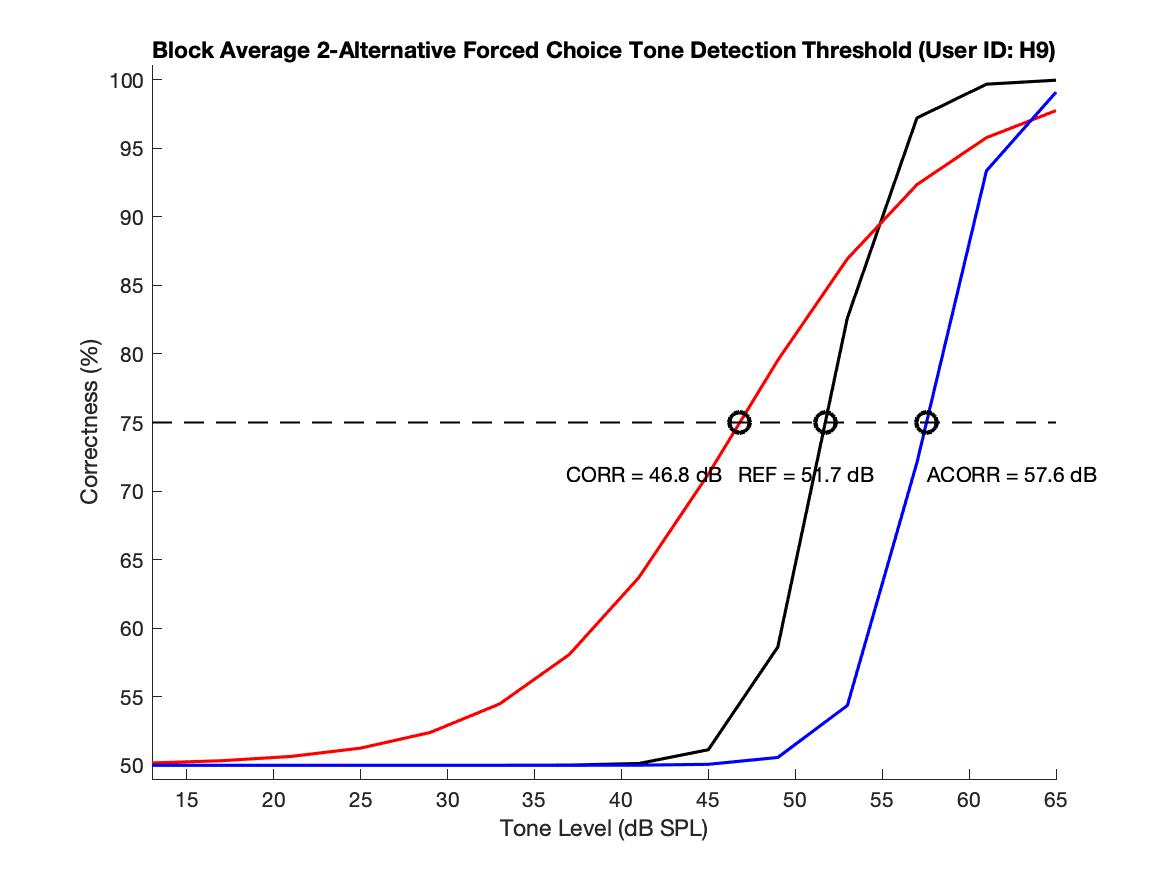 Block Average 2-Alternative Forced Choice Tone Detection Threshold (User ID: H9)
100
95
90
85
80
75
70
65
60
55
50
Correctness (%)
CORR = 46.8 dB REF = 51.7 dB ACORR = 57.6 dB
15 20 25 30 35 40 45 50 55 60 65
Tone Level (dB SPL)